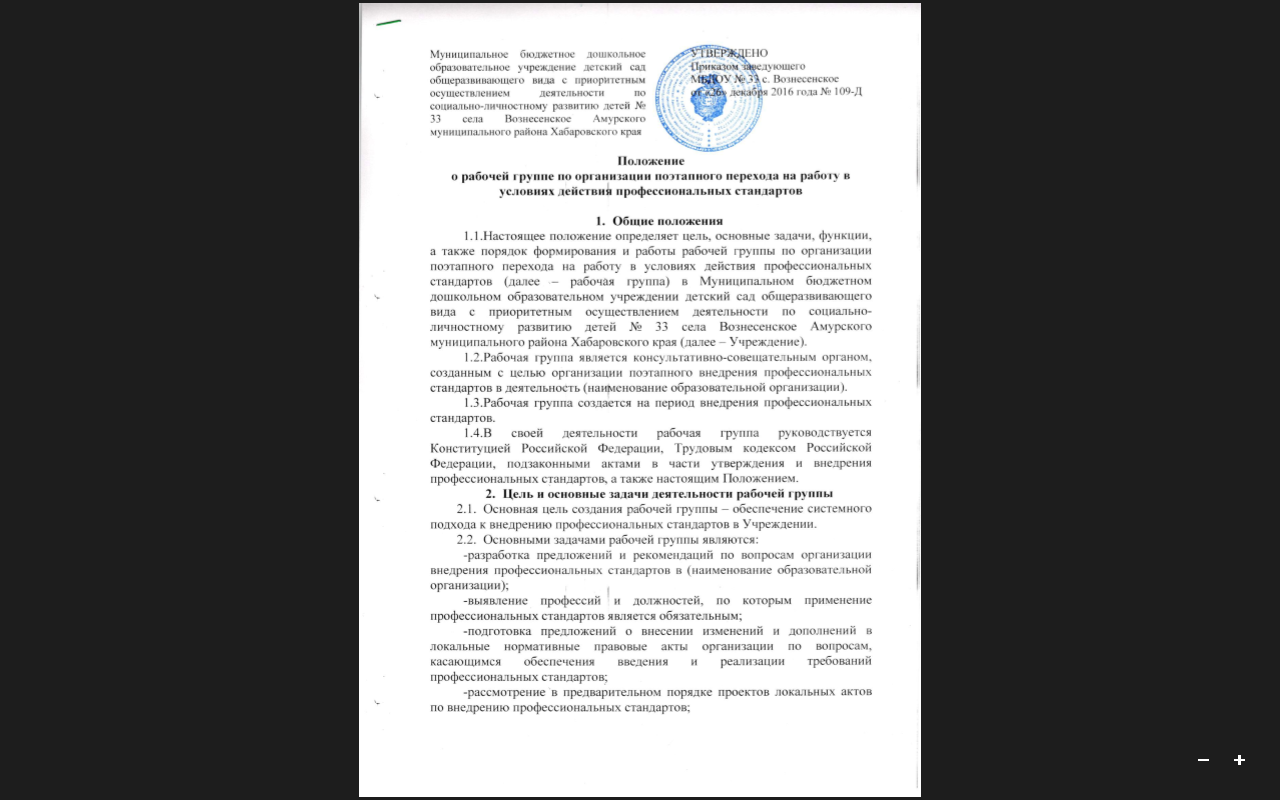 Муниципальное бюджетное дошкольное
образовательное учреждение детский сад
общеразвивающего вида с приоритетным
осуществлением деятельности по
социально-личностному развитию детей №
33 села Вознесенское Амурского
муниципального района Хабаровского края
УТВЕРЖДЕНО
Приказом заведующего
МБДОУ № 33 с. Вознесенское
от «26» декабря 2016 года № 109-Д
Положение
о рабочей группе по организации поэтапного перехода на работу в
условиях действия профессиональных стандартов
1. Общие положения
1.1.Настоящее положение определяет цель, основные задачи, функции,
а также порядок формирования и работы рабочей группы по организации
поэтапного перехода на работу в условиях действия профессиональных
стандартов (далее – рабочая группа) в Муниципальном бюджетном
дошкольном образовательном учреждении детский сад общеразвивающего
вида с приоритетным осуществлением деятельности по социально-
личностному развитию детей № 33 села Вознесенское Амурского
муниципального района Хабаровского края (далее – Учреждение).
1.2.Рабочая группа является консультативно-совещательным органом,
созданным с целью организации поэтапного внедрения профессиональных
стандартов в деятельность (наименование образовательной организации).
1.3.Рабочая группа создается на период внедрения профессиональных
стандартов.
1.4.В своей деятельности рабочая группа руководствуется
Конституцией Российской Федерации, Трудовым кодексом Российской
Федерации, подзаконными актами в части утверждения и внедрения
профессиональных стандартов, а также настоящим Положением.
2. Цель и основные задачи деятельности рабочей группы
2.1. Основная цель создания рабочей группы – обеспечение системного
подхода к внедрению профессиональных стандартов в Учреждении.
2.2. Основными задачами рабочей группы являются:
-разработка предложений и рекомендаций по вопросам организации
внедрения профессиональных стандартов в (наименование образовательной
организации);
-выявление профессий и должностей, по которым применение
профессиональных стандартов является обязательным;
-подготовка предложений о внесении изменений и дополнений в
локальные нормативные правовые акты организации по вопросам,
касающимся обеспечения введения и реализации требований
профессиональных стандартов;
-рассмотрение в предварительном порядке проектов локальных актов
по внедрению профессиональных стандартов;